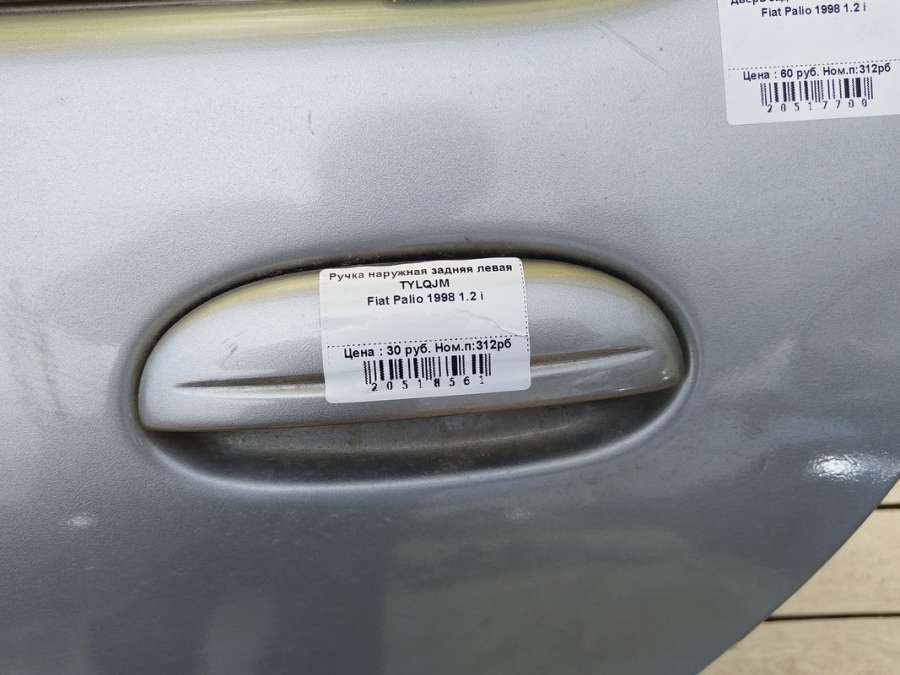 Fiat Palio 1998 1.2 i
Цена : 60 руб. Ном.п:312рб
20517700
Ручка наружная задняя левая
TYLQJM
Fiat Palio 1998 1.2 i
Цена : 30 руб. Ном.п:312рб
20518561